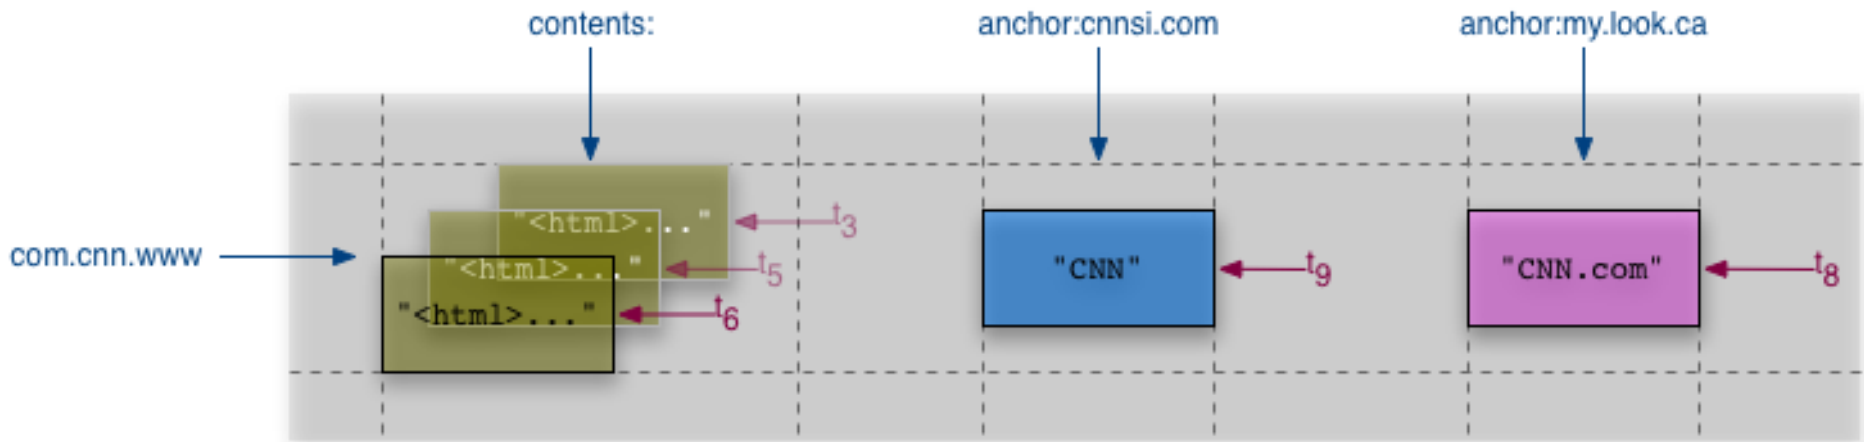 contents:
anchor:cnnsi.com
anchor:my.look.ca
com.cnn.www
"<html>..."
t3
"<html>..."
t5
"<html>..."
t6
"CNN"
t9
"CNN.com"
t8